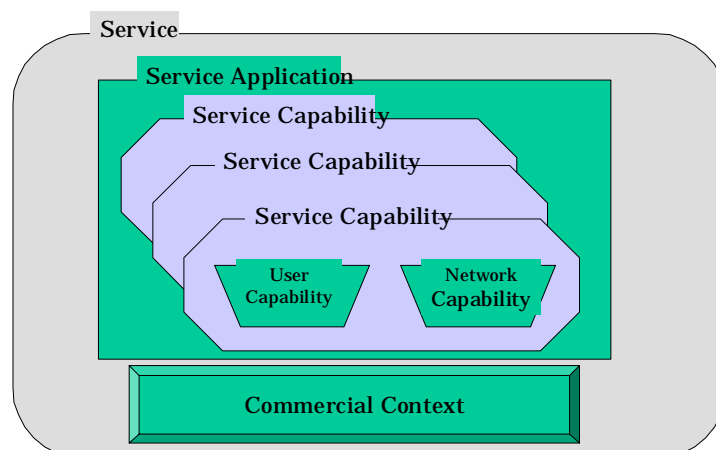 Service
Service Application
Service Capability
Service Capability
Service Capability
User
Capability
Network
Capability
Commercial Context